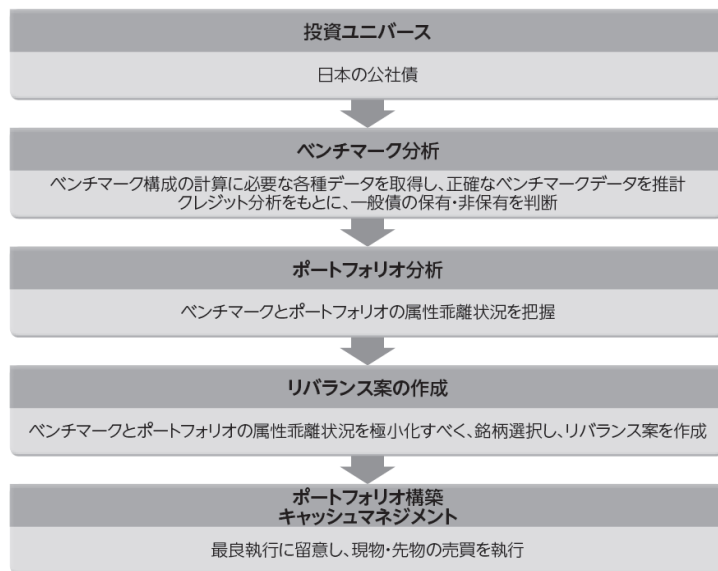 投資ユニバース
日本の公社債
ベンチマーク分析
ベンチマーク構成の計算に必要な各種データを取得し、正確なベンチマークデータを推計
クレジット分析をもとに、一般債の保有・非保有を判断
ポートフォリオ分析
ベンチマークとポートフォリオの属性乖離状況を把握
リバランス案の作成
ベンチマークとポートフォリオの属性乖離状況を極小化すべく、銘柄選択し、リバランス案を作成
ポートフォリオ構築
キャッシュマネジメント
最良執行に留意し、現物・先物の売買を執行